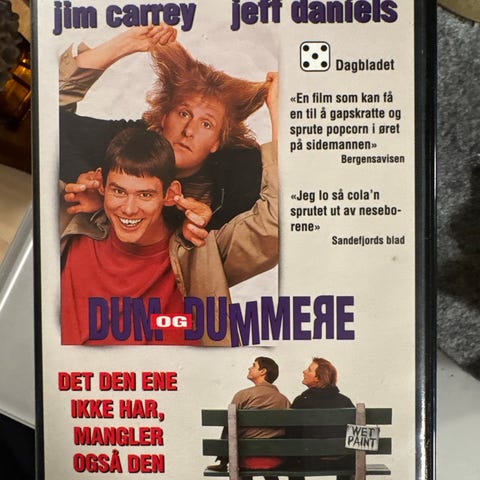 jim carrey jeff daniels
Dagbladet
«En film som kan få
en til å gapskratte og
sprute popcorn i øret
på sidemannen»
Bergensavisen
«Jeg lo så cola'n
sprutet ut av nesebo-
rene»
Sandefjords blad
DUM OG DUMMERE
DET DEN ENE
IKKE HAR,
MANGLER
OGSÅ DEN
WET
PAINT